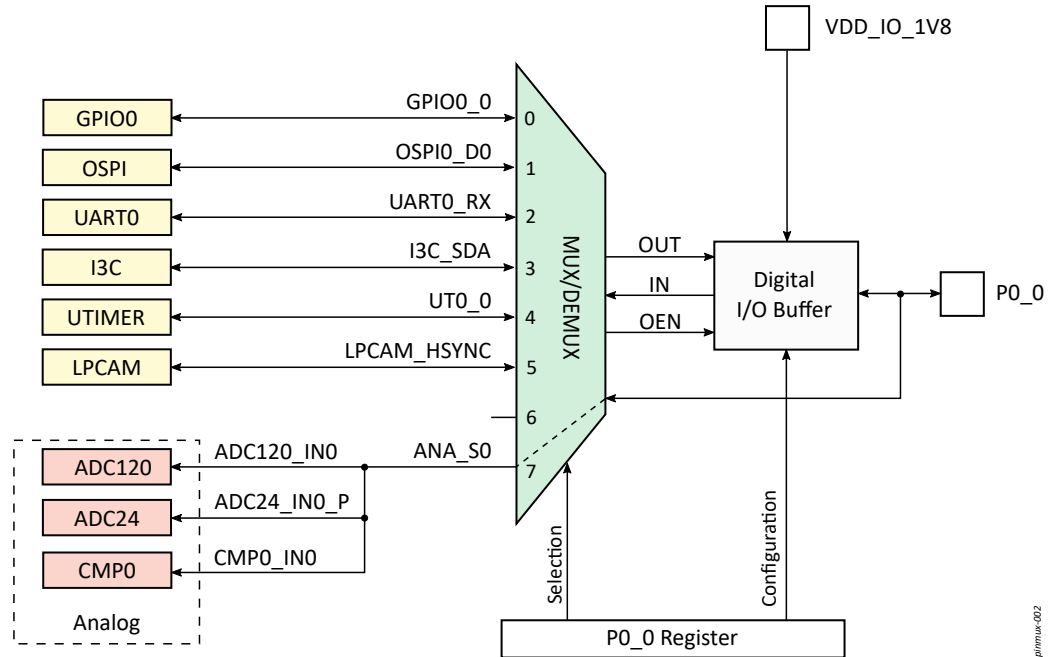 VDD_IO_1V8
GPIO0
GPIO0_0
0
OSPI
OSPI0_D0
1
UART0
UART0_RX
2
I3C
I3C_SDA
3
UTIMER
UT0_0
4
LPCAM
LPCAM_HSYNC
5
6
MUX/DEMUX
OUT
IN
OEN
Digital
I/O Buffer
P0_0
ADC120
ADC120_IN0
ANA_S0
7
ADC24
ADC24_IN0_P
CMP0
CMP0_IN0
Analog
Selection
Configuration
P0_0 Register
pinmux-002